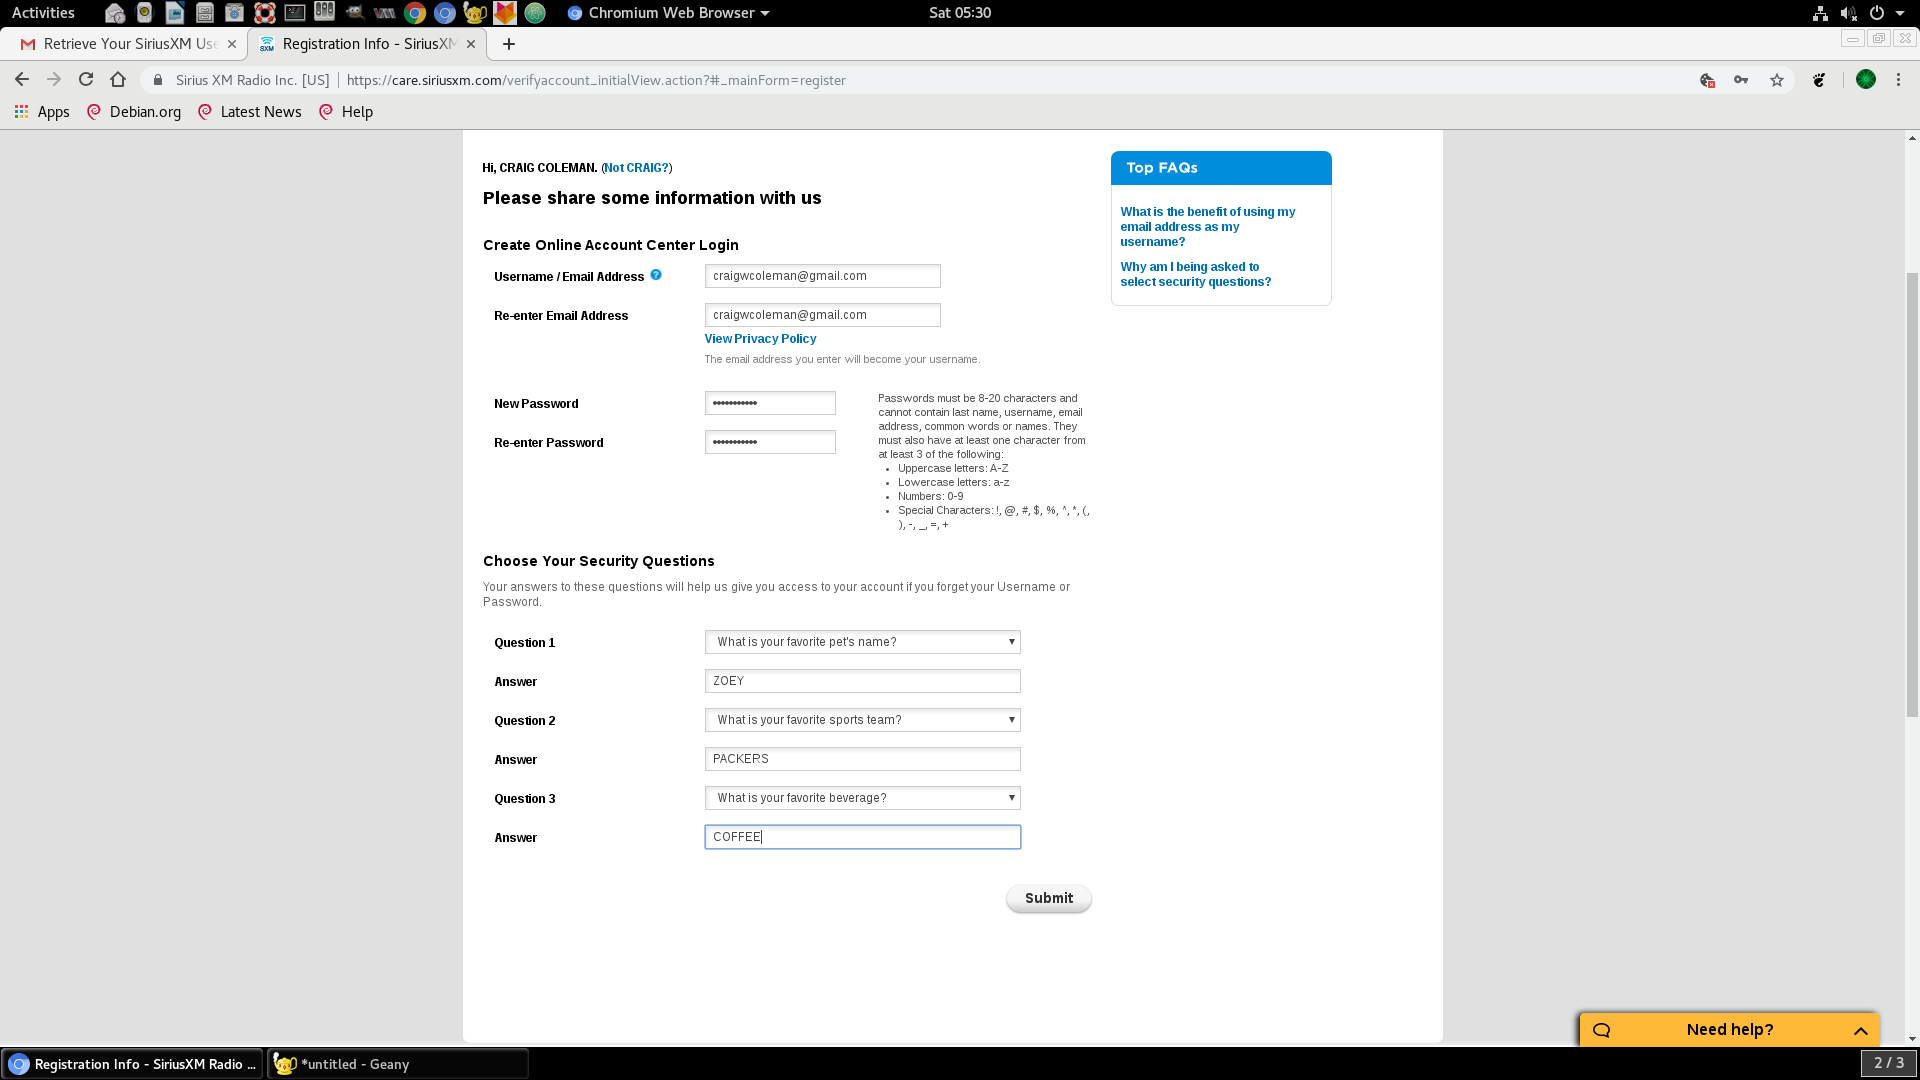 Activities
Chromium Web Browser
Sat 05:30
Retrieve Your SiriusXM Use
Registration Info - SiriusXM
Sirius XM Radio Inc. [US]
https://care.siriusxm.com/verifyaccount_initialView.action?#_mainForm=register
Apps
Debian.org
Latest News
Help
Hi, CRAIG COLEMAN. (Not CRAIG?)
Please share some information with us
Create Online Account Center Login
Username / Email Address ?
craigwcoleman@gmail.com
Re-enter Email Address
craigwcoleman@gmail.com
View Privacy Policy
The email address you enter will become your username.
New Password
•••••••••••
Re-enter Password
•••••••••••
Passwords must be 8-20 characters and
cannot contain last name, username, email
address, common words or names. They
must also have at least one character from
at least 3 of the following:
• Uppercase letters: A-Z
• Lowercase letters: a-z
• Numbers: 0-9
• Special Characters: !, @, #, $, %, ^, *, (,
), -, _, =, +
Choose Your Security Questions
Your answers to these questions will help us give you access to your account if you forget your Username or
Password.
Question 1
What is your favorite pet's name?
Answer
ZOEY
Question 2
What is your favorite sports team?
Answer
PACKERS
Question 3
What is your favorite beverage?
Answer
COFFEE
Submit
Top FAQs
What is the benefit of using my
email address as my
username?
Why am I being asked to
select security questions?
Need help?
Registration Info - SiriusXM Radio ...
*untitled - Geany
2 / 3